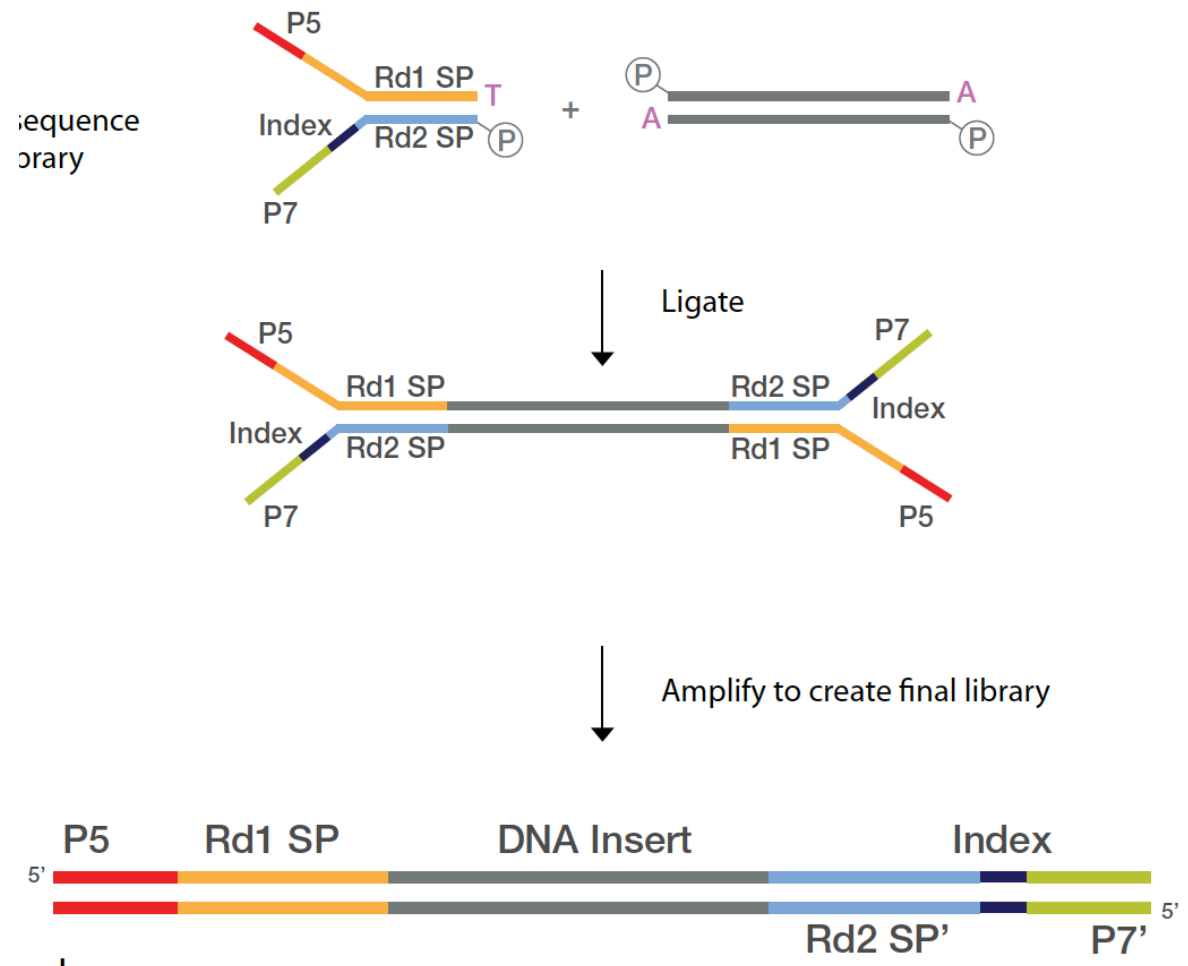 P5
Rd1 SP
T
P
A
+
sequence
Index
Rd2 SP
P
A
P
P7
Ligate
P5
P7
Rd1 SP
Rd2 SP
Index
Index
Rd2 SP
Rd1 SP
P7
P5
Amplify to create final library
P5
Rd1 SP
DNA Insert
Index
5'
5'
Rd2 SP'
P7'